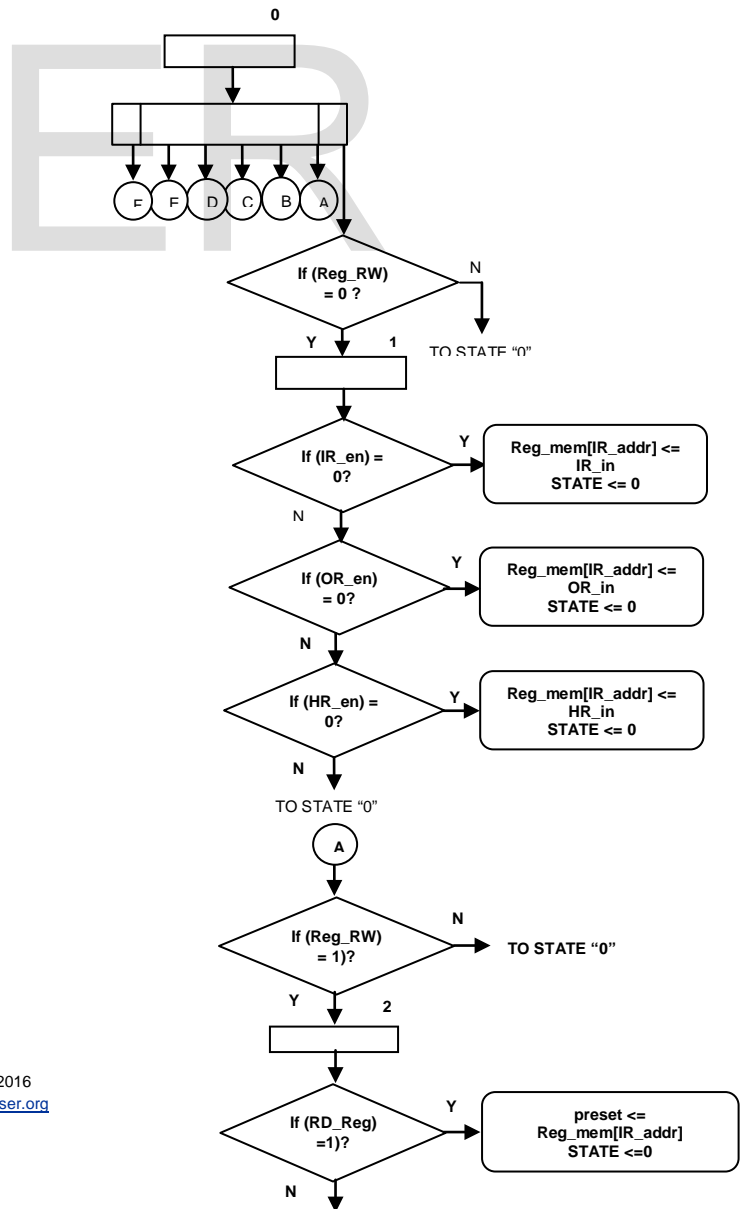 0
ER
D C B A
If (Reg_RW)
= 0 ?
N
TO STATE "0"
Y
1
If (IR_en) =
0?
Y
Reg_mem[IR_addr] <=
IR_in
STATE <= 0
N
If (OR_en)
= 0?
Y
Reg_mem[IR_addr] <=
OR_in
STATE <= 0
N
If (HR_en) =
0?
Y
Reg_mem[IR_addr] <=
HR_in
STATE <= 0
N
TO STATE "0"
A
If (Reg_RW)
= 1)?
N
TO STATE "0"
Y
2
2016
ser.org
If (RD_Reg)
=1)?
Y
preset <=
Reg_mem[IR_addr]
STATE <=0
N